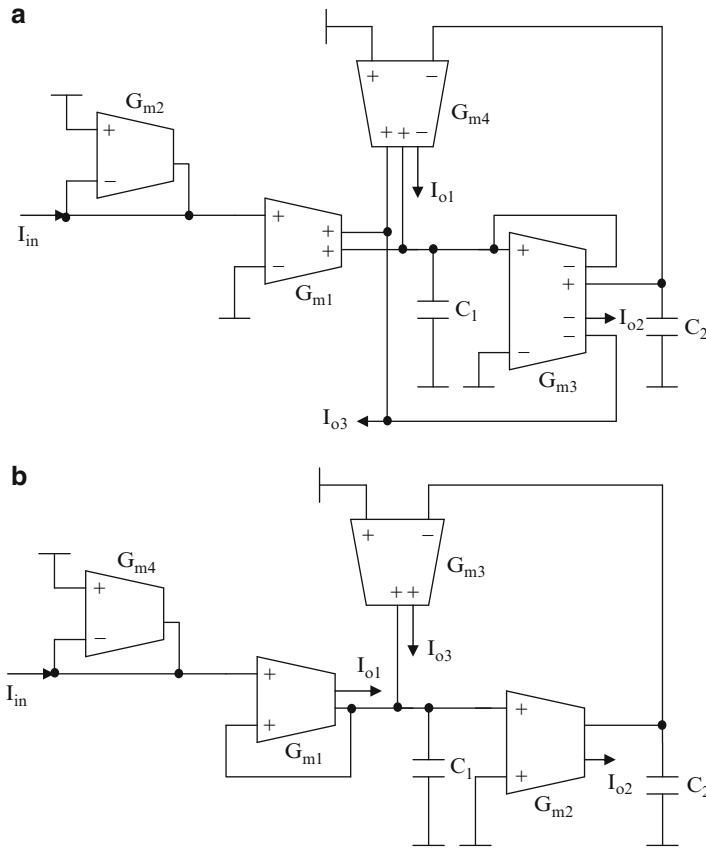 a
+ −
G_m4
+ + −
I_o1
G_m2
+
−
I_in
+
−
+
+
G_m1
C_1
+
−
−
+
−
−
G_m3
I_o2
C_2
I_o3
b
+ −
G_m3
+ +
I_o3
G_m4
+
−
I_in
+
+
I_o1
G_m1
C_1
+
+
G_m2
I_o2
C_2